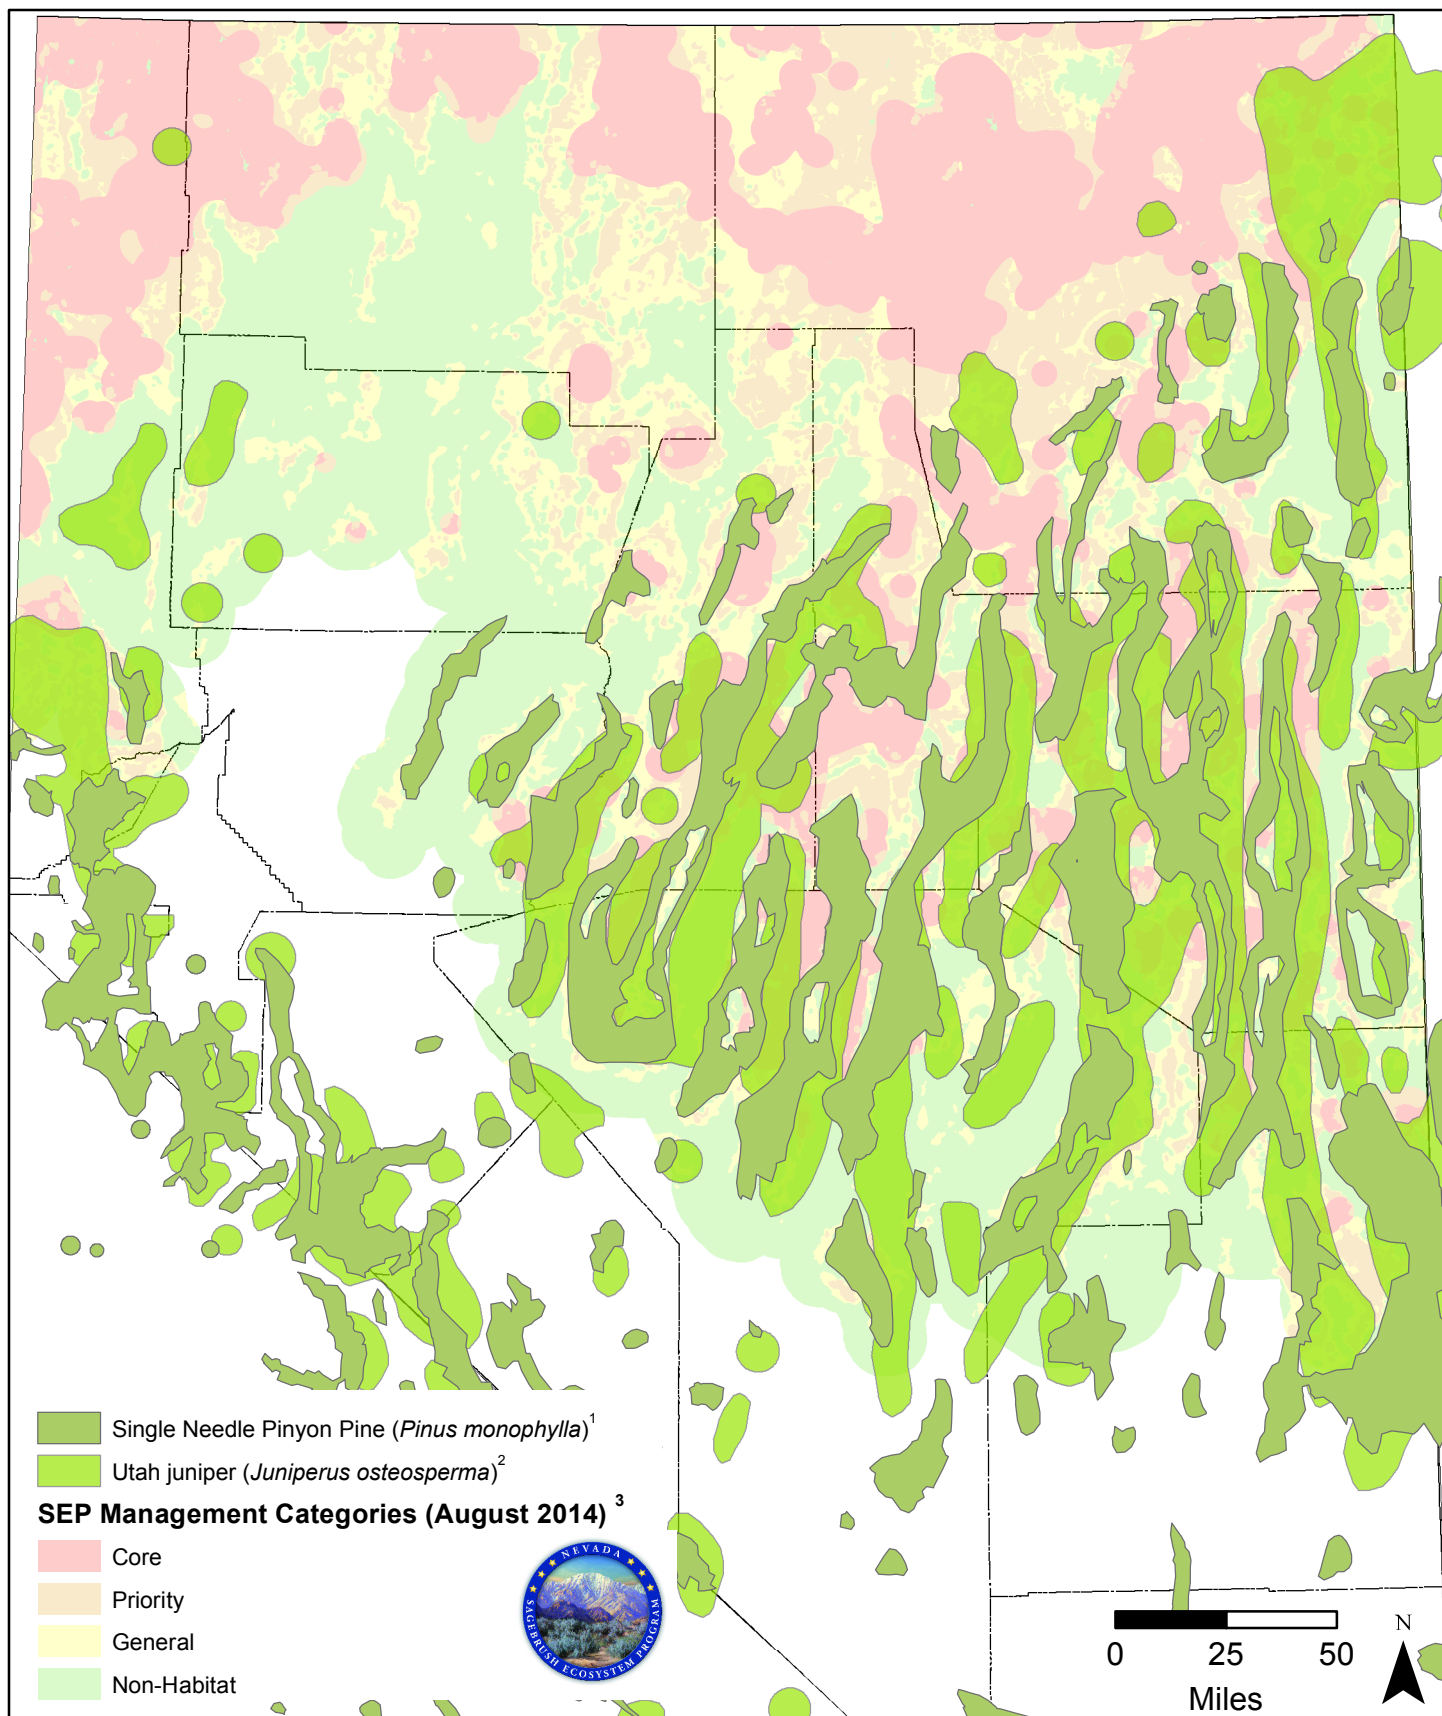 Single Needle Pinyon Pine (Pinus monophylla)¹
Utah juniper (Juniperus osteosperma)²
SEP Management Categories (August 2014) ³
Core
Priority
General
Non-Habitat
NEVADA
SAGEBRUSH ECOSYSTEM PROGRAM
N
0 25 50
Miles